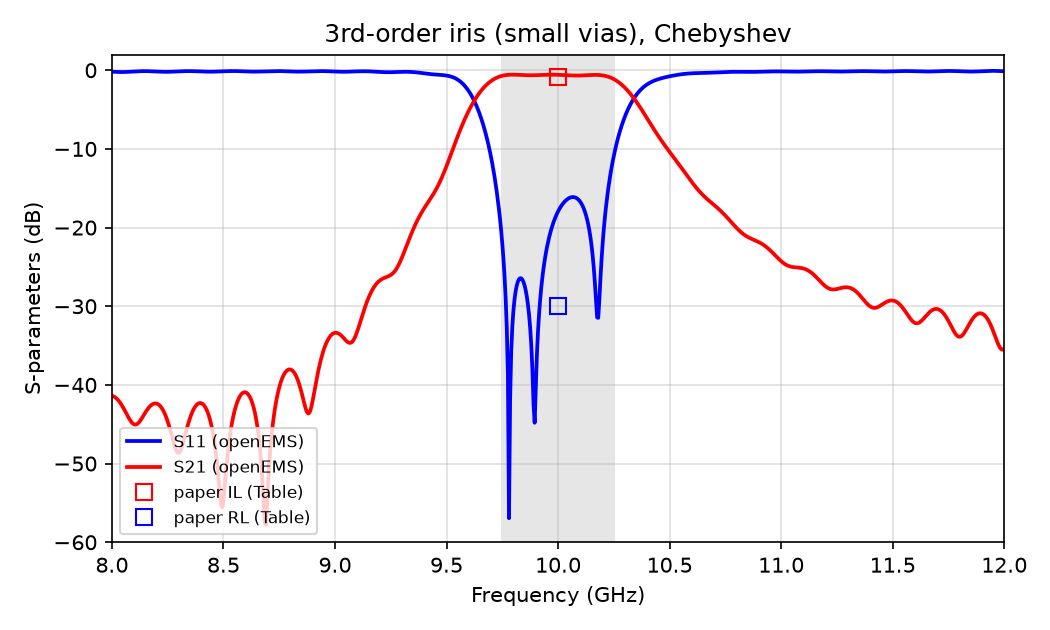 3rd-order iris (small vias), Chebyshev
0
−10
−20
−30
−40
−50
−60
S-parameters (dB)
S11 (openEMS)
S21 (openEMS)
paper IL (Table)
paper RL (Table)
8.0 8.5 9.0 9.5 10.0 10.5 11.0 11.5 12.0
Frequency (GHz)